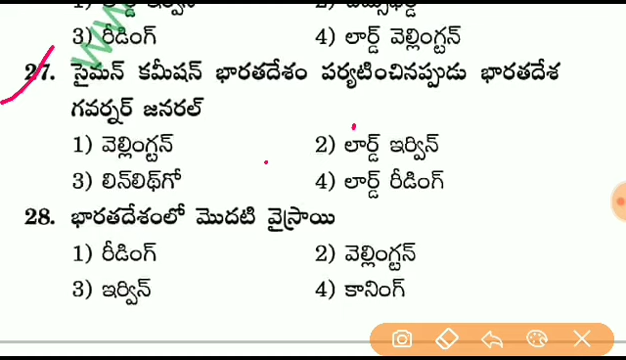 3) రీడింగ్ 4) లార్డ్ వెల్లింగ్టన్
27. సైమన్ కమీషన్ భారతదేశం పర్యటించినప్పుడు భారతదేశ
గవర్నర్ జనరల్
1) వెల్లింగ్టన్ 2) లార్డ్ ఇర్విన్
3) లిన్‌లిథ్‌గో 4) లార్డ్ రీడింగ్
28. భారతదేశంలో మొదటి వైస్రాయి
1) రీడింగ్ 2) వెల్లింగ్టన్
3) ఇర్విన్ 4) కానింగ్